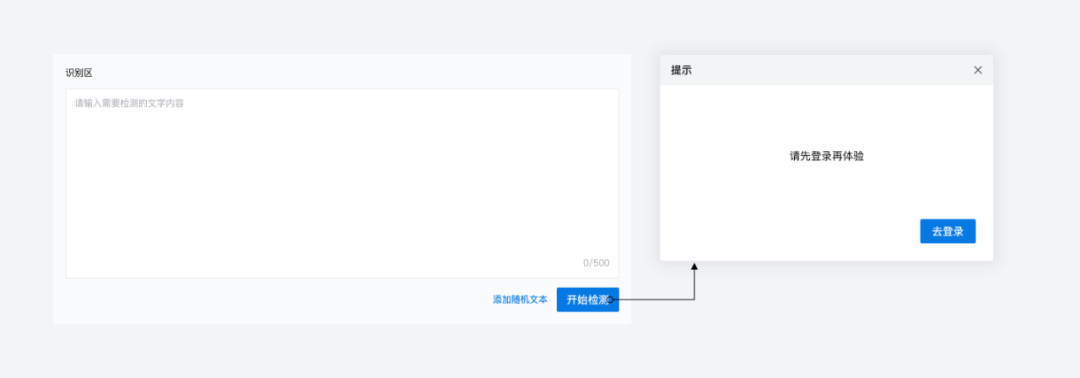 识别区
请输入需要检测的文字内容
0/500
添加随机文本
开始检测
提示
请先登录再体验
去登录